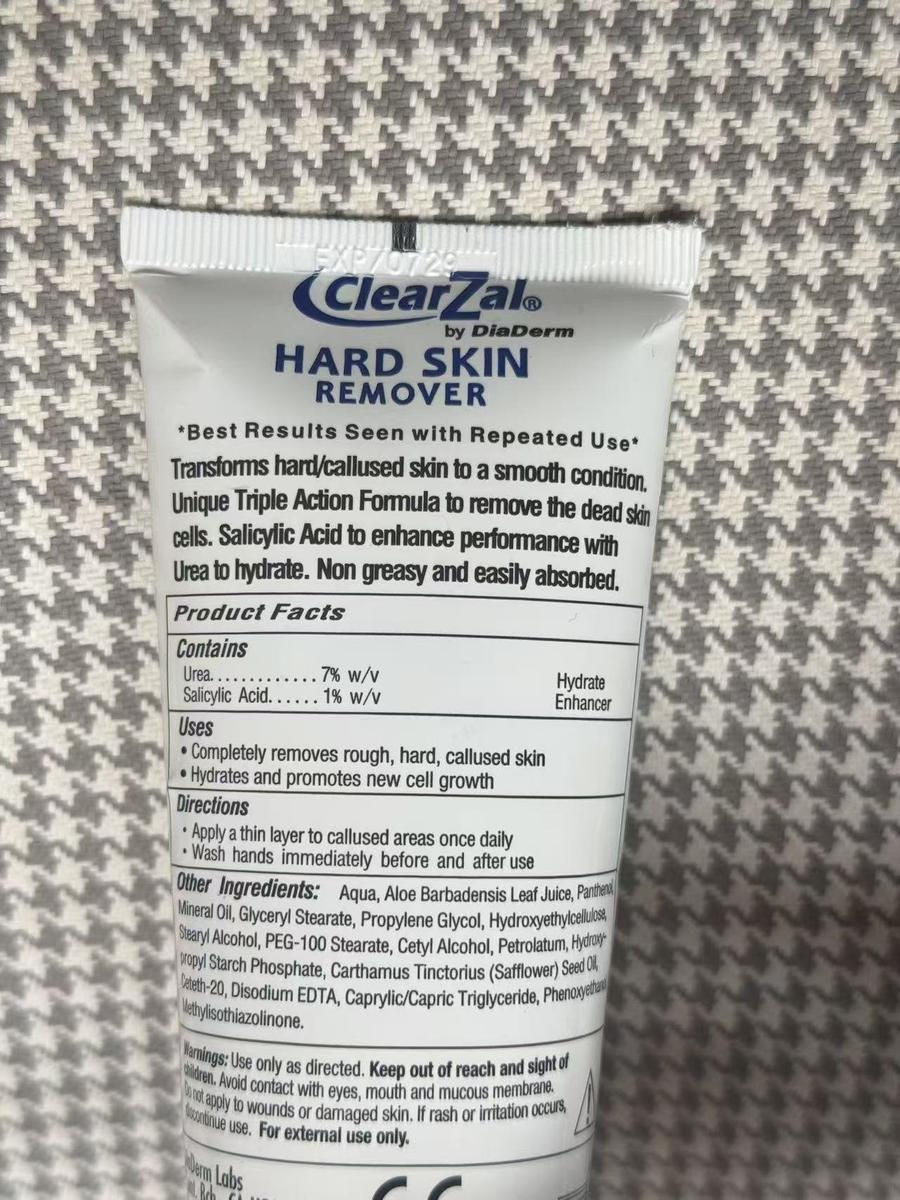 ClearZal®
by DiaDerm
HARD SKIN
REMOVER
*Best Results Seen with Repeated Use*
Transforms hard/callused skin to a smooth condition.
Unique Triple Action Formula to remove the dead skin
cells. Salicylic Acid to enhance performance with
Urea to hydrate. Non greasy and easily absorbed.
Product Facts
Contains
Urea............. 7% w/v Hydrate
Salicylic Acid...... 1% w/v Enhancer
Uses
• Completely removes rough, hard, callused skin
• Hydrates and promotes new cell growth
Directions
• Apply a thin layer to callused areas once daily
• Wash hands immediately before and after use
Other Ingredients: Aqua, Aloe Barbadensis Leaf Juice, Panthenol,
Mineral Oil, Glyceryl Stearate, Propylene Glycol, Hydroxyethylcellulose,
Stearyl Alcohol, PEG-100 Stearate, Cetyl Alcohol, Petrolatum, Hydroxy-
propyl Starch Phosphate, Carthamus Tinctorius (Safflower) Seed Oil,
Ceteth-20, Disodium EDTA, Caprylic/Capric Triglyceride, Phenoxyethanol
Methylisothiazolinone.
Warnings: Use only as directed. Keep out of reach and sight of
children. Avoid contact with eyes, mouth and mucous membrane.
Do not apply to wounds or damaged skin. If rash or irritation occurs,
discontinue use. For external use only.
Labs
CE